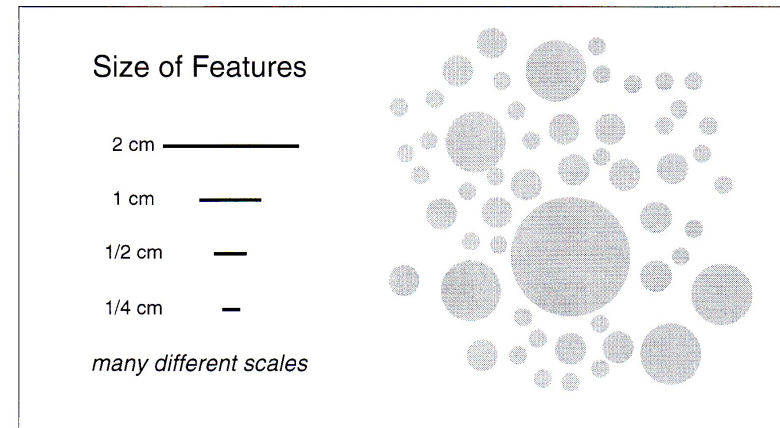 Size of Features
2 cm
1 cm
1/2 cm
1/4 cm
many different scales